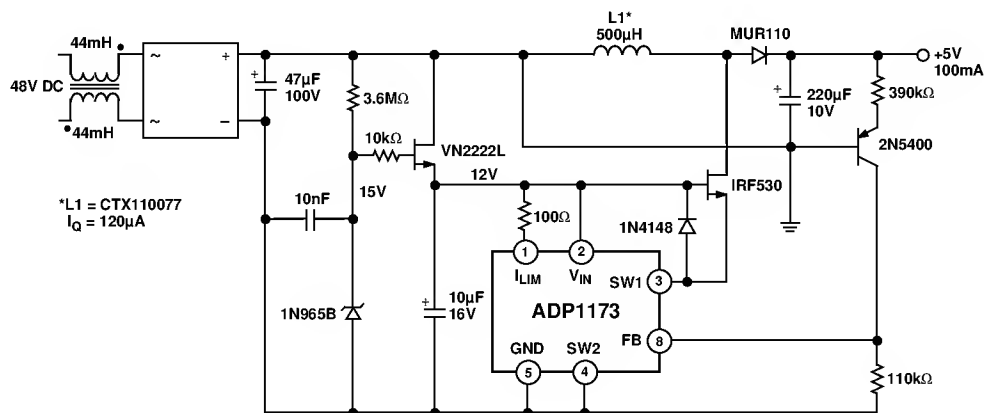 L1*
500μH
MUR110
44mH
48V DC
44mH
~
~
+
−
+
47μF
100V
3.6MΩ
10kΩ
VN2222L
12V
15V
10nF
*L1 = CTX110077
IQ = 120μA
1N965B
+
10μF
16V
100Ω
1
ILIM
2
VIN
ADP1173
SW1
3
FB
8
GND
5
SW2
4
1N4148
IRF530
+
220μF
10V
+5V
100mA
390kΩ
2N5400
110kΩ